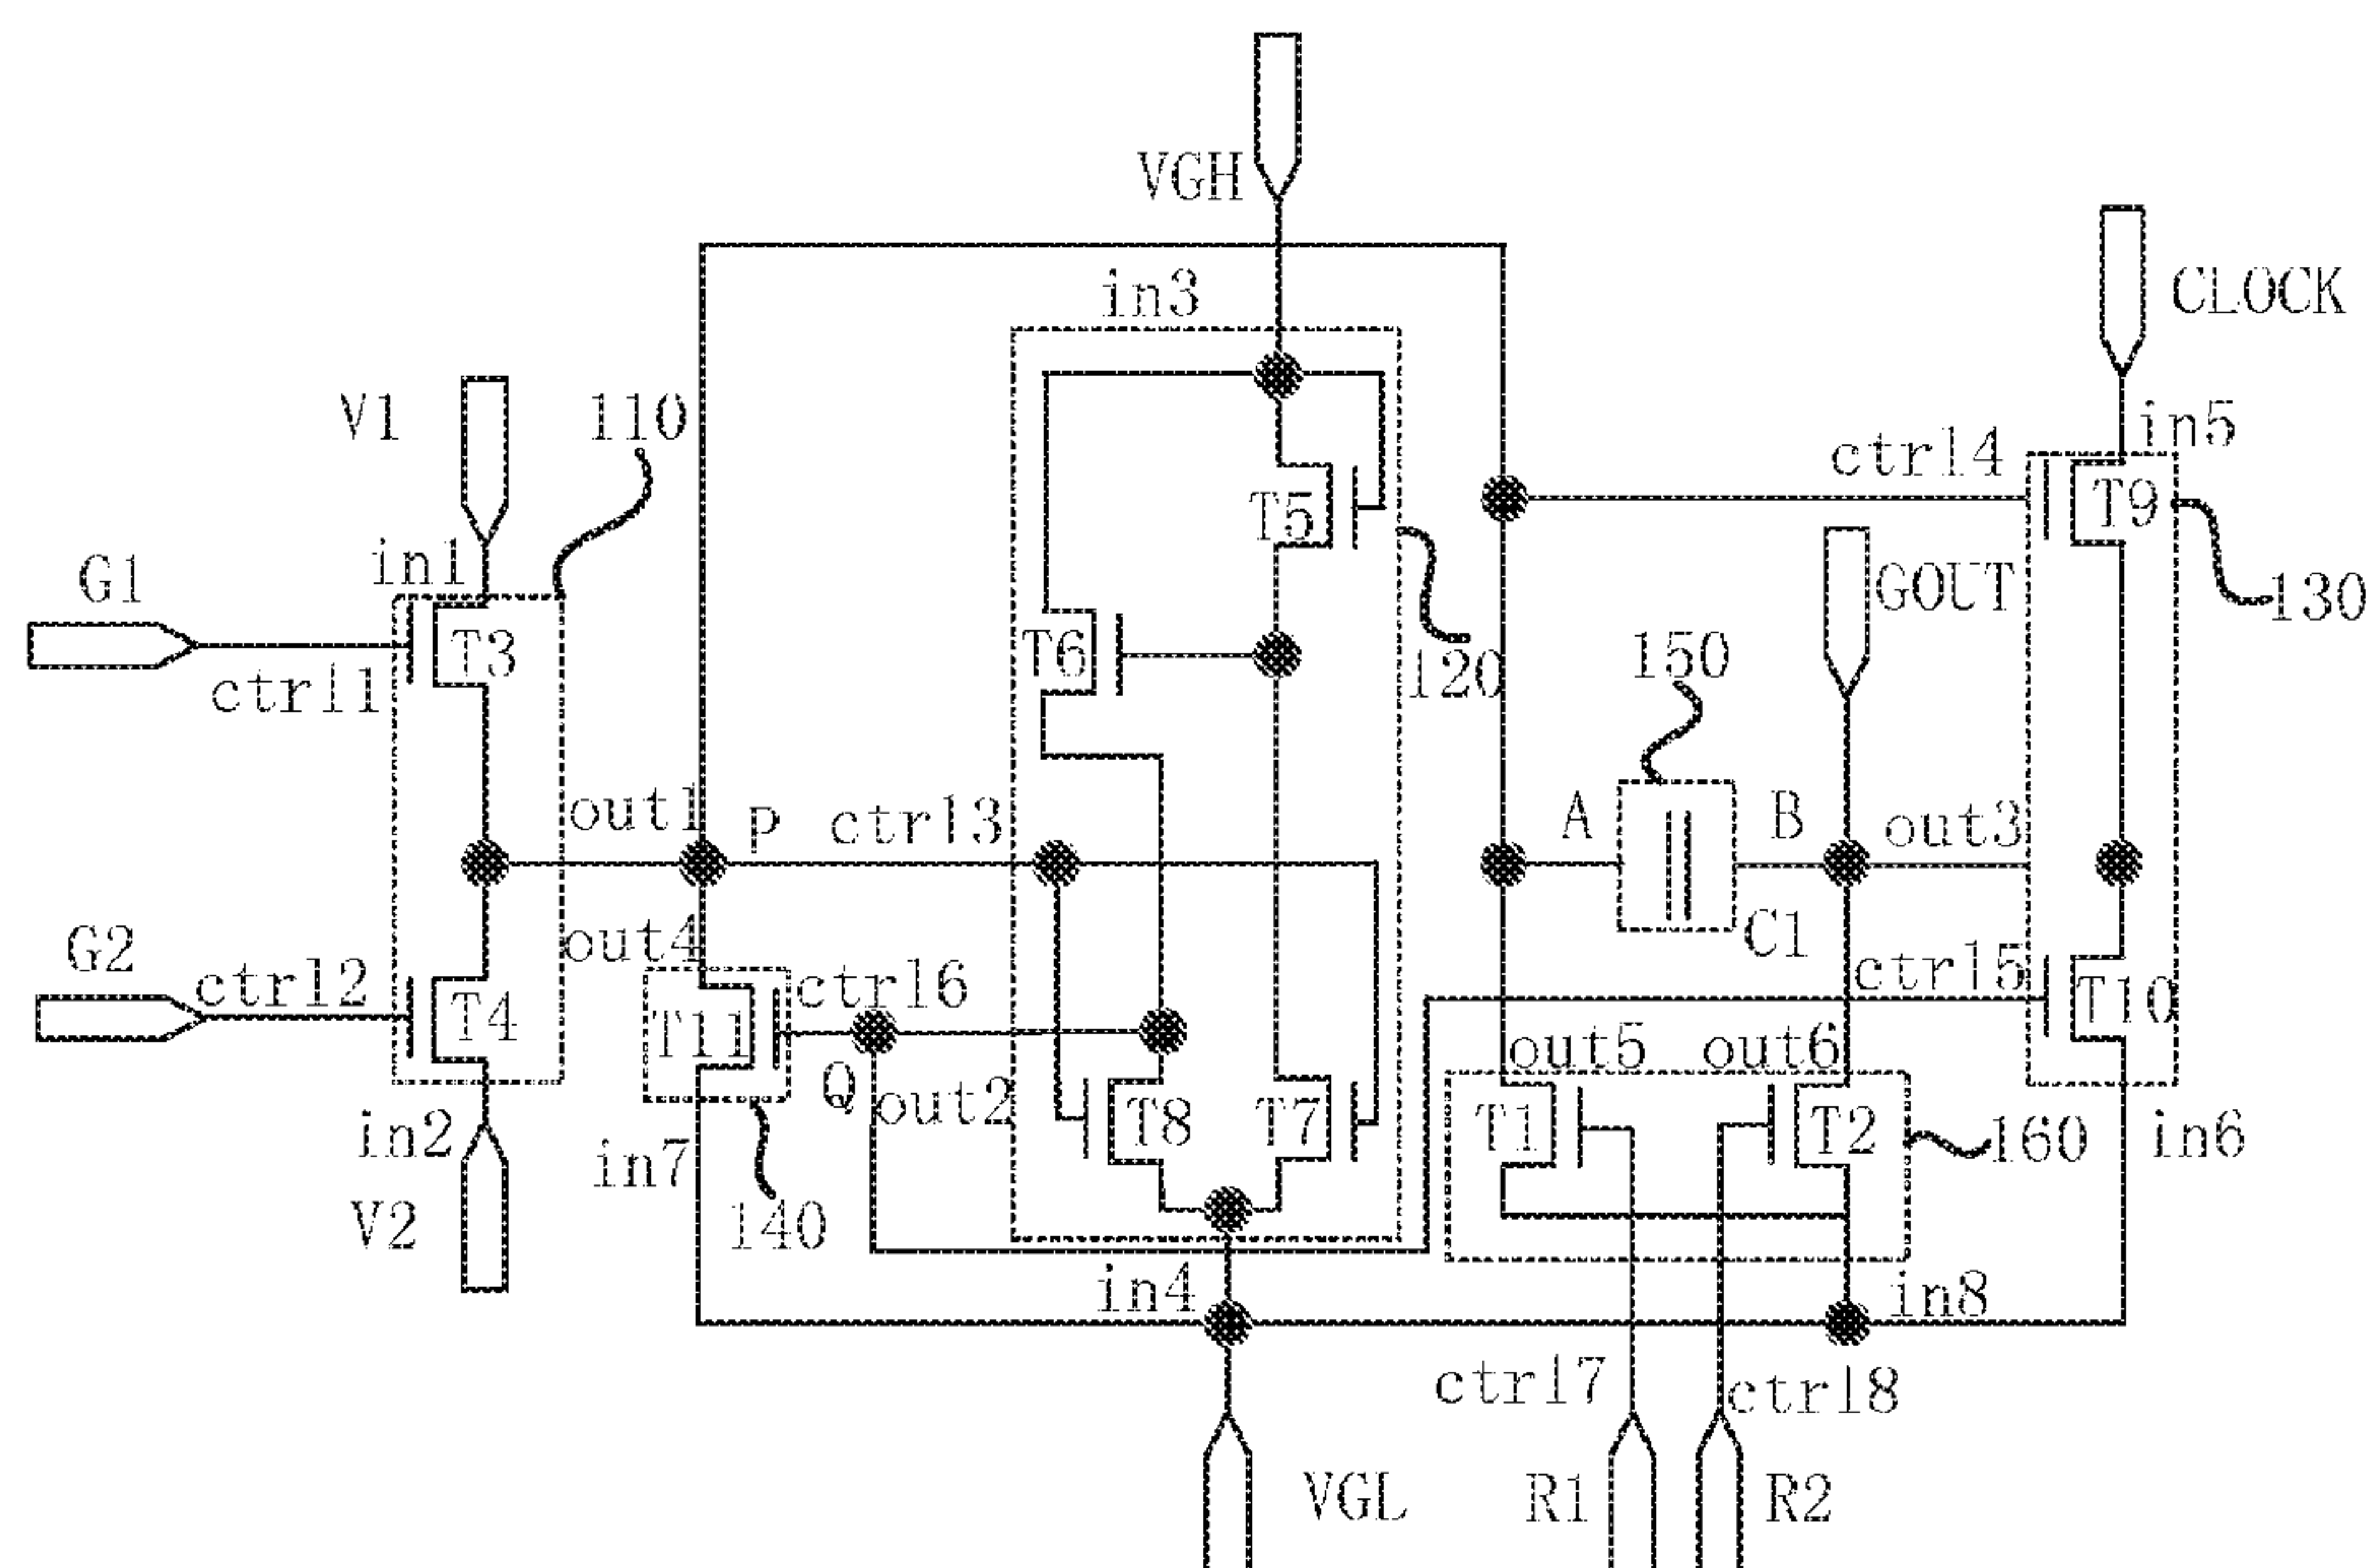 VGH
in3
CLOCK
V1
110
in5
ctrl4
T5
T9
in1
G1
GOUT
130
T3
T6
150
120
ctrl1
out1
P
ctrl3
A
B
out3
out4
G2
C1
ctrl2
ctrl6
ctrl5
T4
T11
T10
out5
out6
Q
out2
T8
T7
T1
T2
in2
in7
160
in6
V2
140
in4
in8
ctrl7
ctrl8
VGL
R1
R2